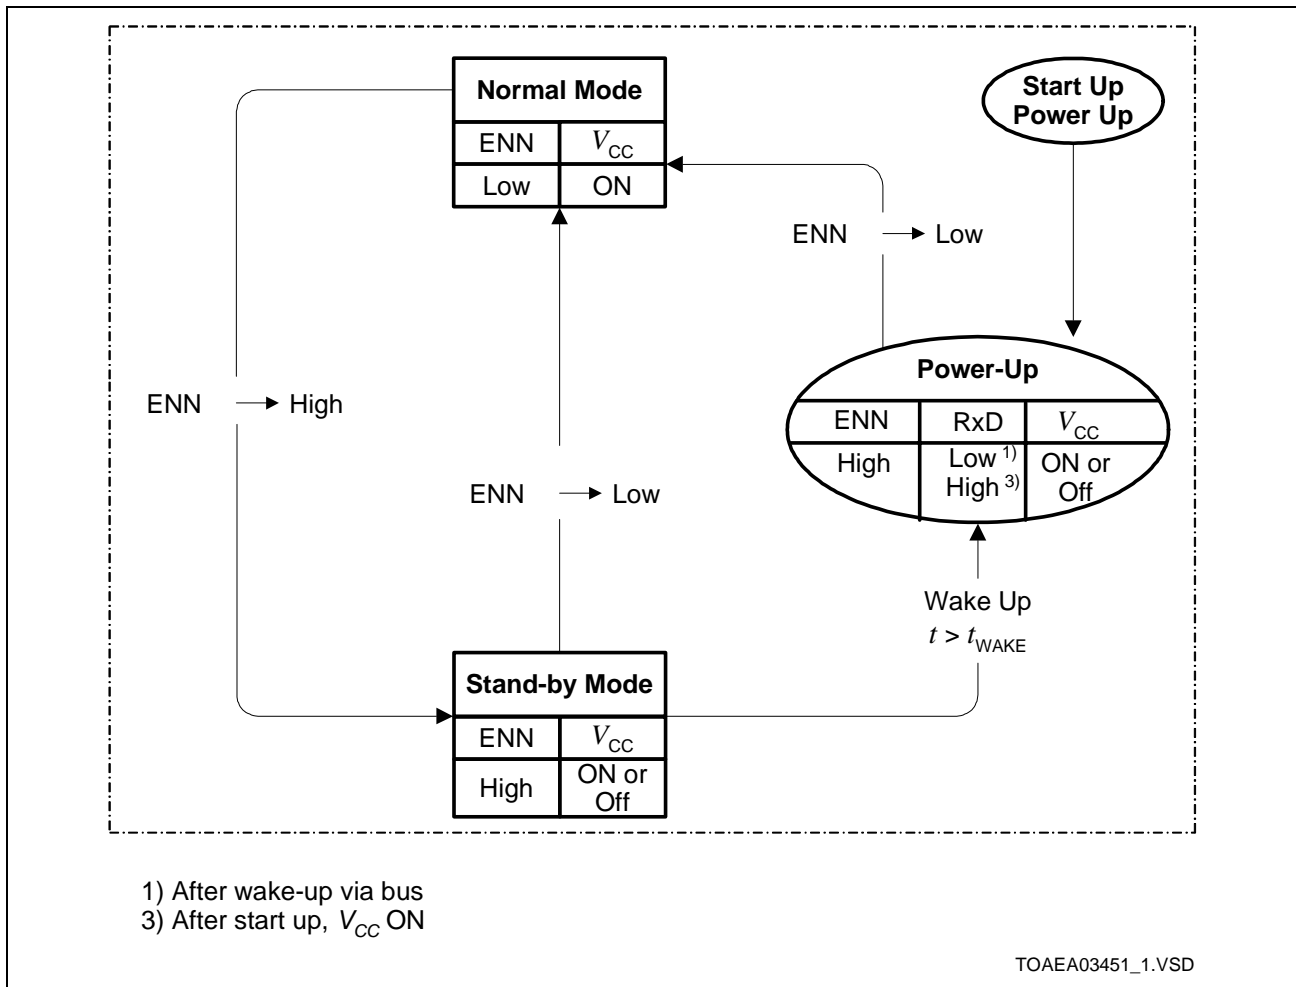 Normal Mode
ENN V_CC
Low ON
Start Up
Power Up
ENN → Low
Power-Up
ENN RxD V_CC
High Low 1) ON or
High 3) Off
ENN → High
ENN → Low
Wake Up
t > t_WAKE
Stand-by Mode
ENN V_CC
High ON or
Off
1) After wake-up via bus
3) After start up, V_CC ON
TOAEA03451_1.VSD